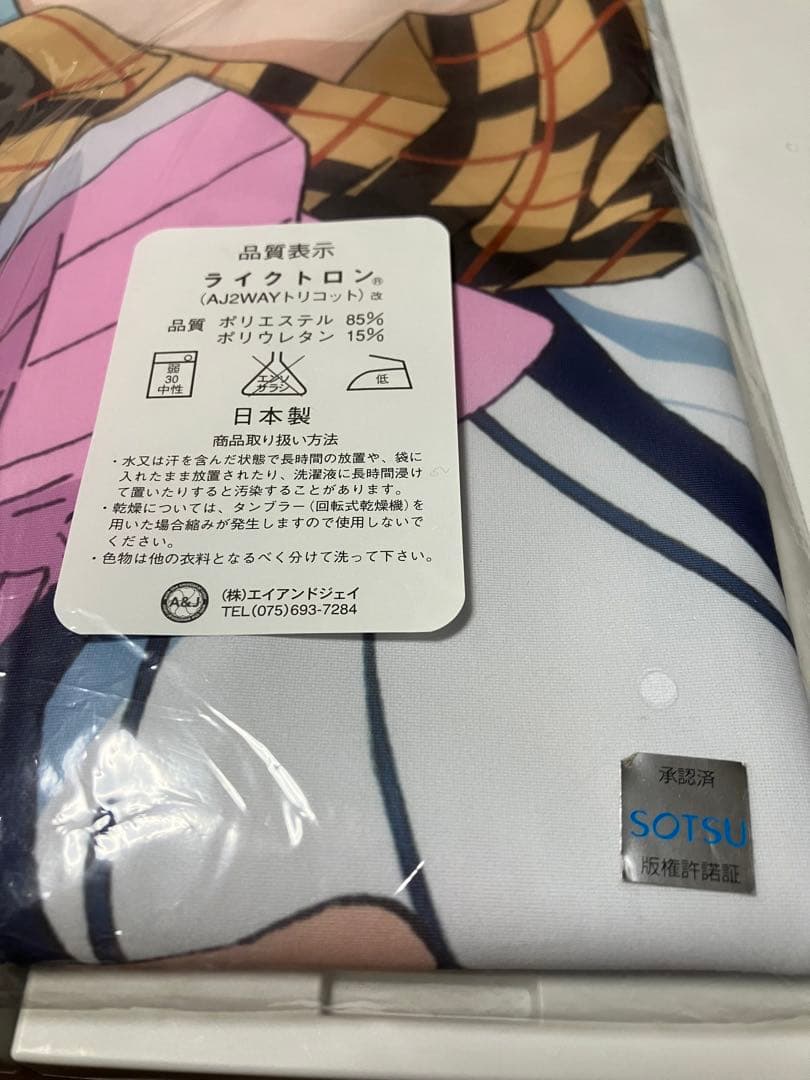 品質表示
ライクトロン®
(AJ2WAYトリコット)改
品質 ポリエステル 85%
ポリウレタン 15%
弱
30
中性
エンソ
サラシ
低
日本製
商品取り扱い方法
・水又は汗を含んだ状態で長時間の放置や、袋に
入れたまま放置されたり、洗濯液に長時間浸け
て置いたりすると汚染することがあります。
・乾燥については、タンブラー(回転式乾燥機)を
用いた場合縮みが発生しますので使用しないで
ください。
・色物は他の衣料となるべく分けて洗って下さい。
A&J
(株)エイアンドジェイ
TEL(075)693-7284
承認済
SOTSU
版権許諾証